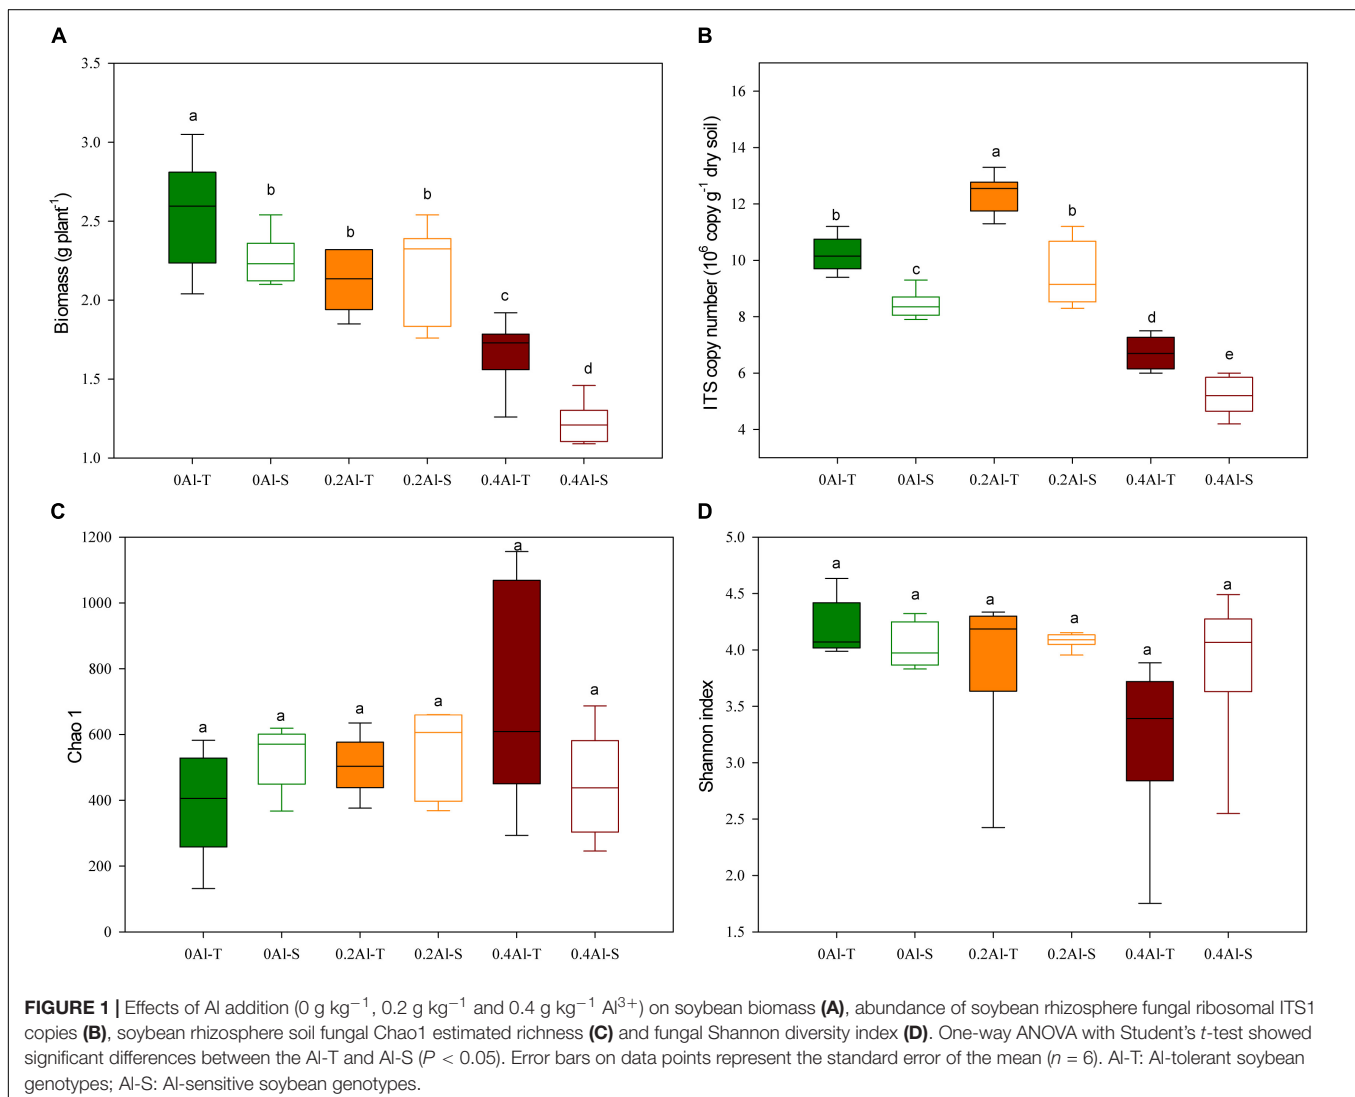 A
3.5
3.0
2.5
2.0
1.5
1.0
Biomass (g plant⁻¹)
a
b
b
b
c
d
0Al-T 0Al-S 0.2Al-T 0.2Al-S 0.4Al-T 0.4Al-S
B
16
14
12
10
8
6
4
ITS copy number (10⁶ copy g⁻¹ dry soil)
b
c
a
b
d
e
0Al-T 0Al-S 0.2Al-T 0.2Al-S 0.4Al-T 0.4Al-S
C
1200
1000
800
600
400
200
0
Chao 1
a
a
a
a
a
a
0Al-T 0Al-S 0.2Al-T 0.2Al-S 0.4Al-T 0.4Al-S
D
5.0
4.5
4.0
3.5
3.0
2.5
2.0
1.5
Shannon index
a
a
a
a
a
a
0Al-T 0Al-S 0.2Al-T 0.2Al-S 0.4Al-T 0.4Al-S
FIGURE 1 | Effects of Al addition (0 g kg⁻¹, 0.2 g kg⁻¹ and 0.4 g kg⁻¹ Al³⁺) on soybean biomass (A), abundance of soybean rhizosphere fungal ribosomal ITS1
copies (B), soybean rhizosphere soil fungal Chao1 estimated richness (C) and fungal Shannon diversity index (D). One-way ANOVA with Student's t-test showed
significant differences between the Al-T and Al-S (P < 0.05). Error bars on data points represent the standard error of the mean (n = 6). Al-T: Al-tolerant soybean
genotypes; Al-S: Al-sensitive soybean genotypes.